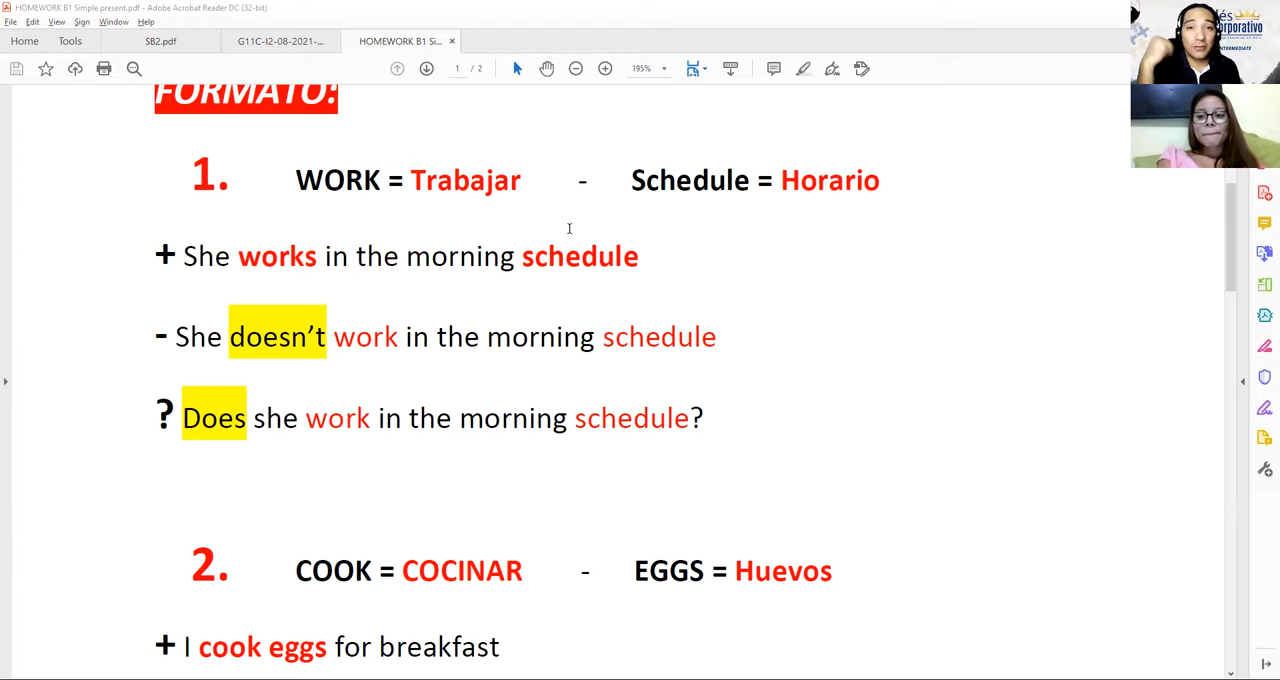 HOMEWORK B1 Simple present.pdf - Adobe Acrobat Reader DC (32-bit)
File Edit View Sign Window Help
Home Tools SB2.pdf G11C-I2-08-2021-... HOMEWORK B1 Si... ×
1 / 2 195%
FORMATO:
1. WORK = Trabajar - Schedule = Horario
+ She works in the morning schedule
- She doesn't work in the morning schedule
? Does she work in the morning schedule?
2. COOK = COCINAR - EGGS = Huevos
+ I cook eggs for breakfast